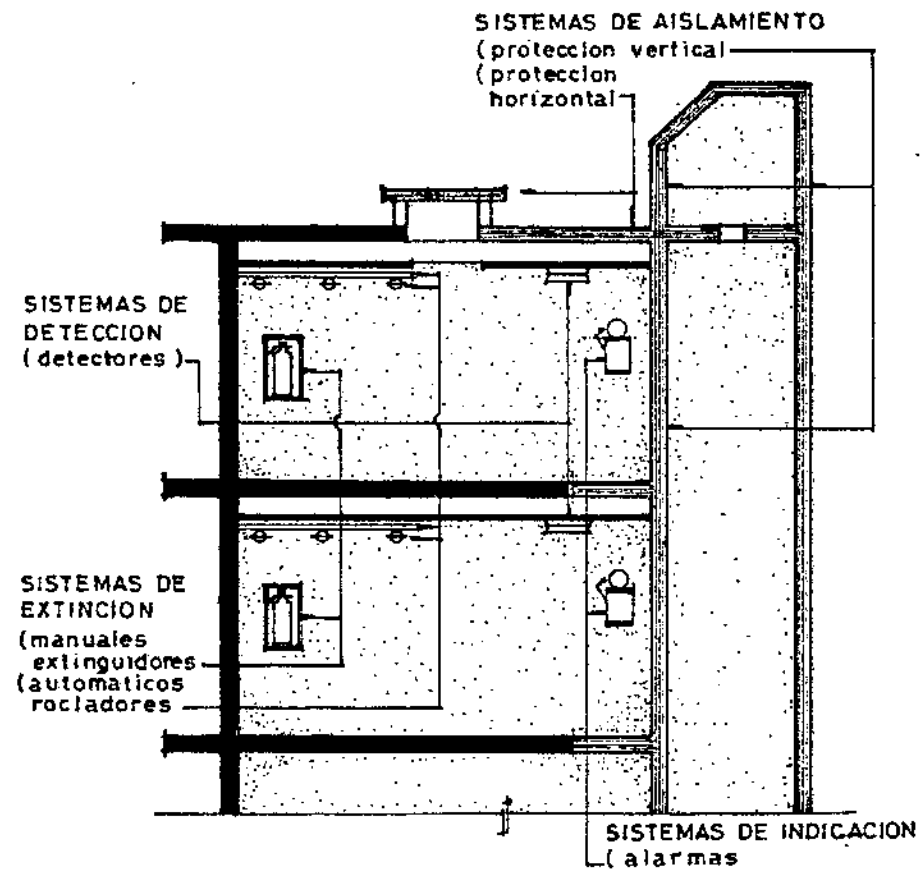 SISTEMAS DE AISLAMIENTO
(proteccion vertical
(proteccion
horizontal
SISTEMAS DE
DETECCION
(detectores)
SISTEMAS DE
EXTINCION
(manuales
extinguidores
(automaticos
rociadores
SISTEMAS DE INDICACION
(alarmas